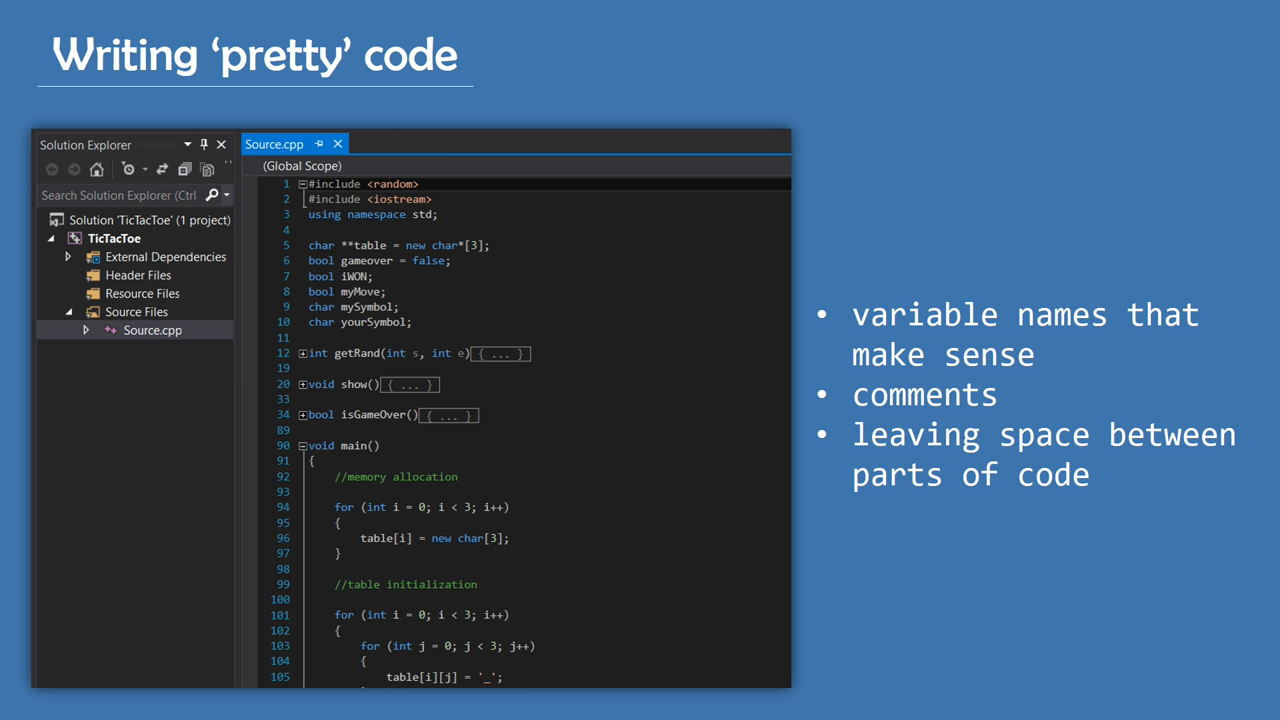 Writing ‘pretty’ code
Solution Explorer
Search Solution Explorer (Ctrl
Solution 'TicTacToe' (1 project)
TicTacToe
External Dependencies
Header Files
Resource Files
Source Files
Source.cpp
Source.cpp
(Global Scope)
1 #include <random>
2 #include <iostream>
3 using namespace std;
4
5 char **table = new char*[3];
6 bool gameover = false;
7 bool iWON;
8 bool myMove;
9 char mySymbol;
10 char yourSymbol;
11
12 int getRand(int s, int e){ ... }
19
20 void show(){ ... }
33
34 bool isGameOver(){ ... }
89
90 void main()
91 {
92 //memory allocation
93
94 for (int i = 0; i < 3; i++)
95 {
96 table[i] = new char[3];
97 }
98
99 //table initialization
100
101 for (int i = 0; i < 3; i++)
102 {
103 for (int j = 0; j < 3; j++)
104 {
105 table[i][j] = '_';
• variable names that
make sense
• comments
• leaving space between
parts of code